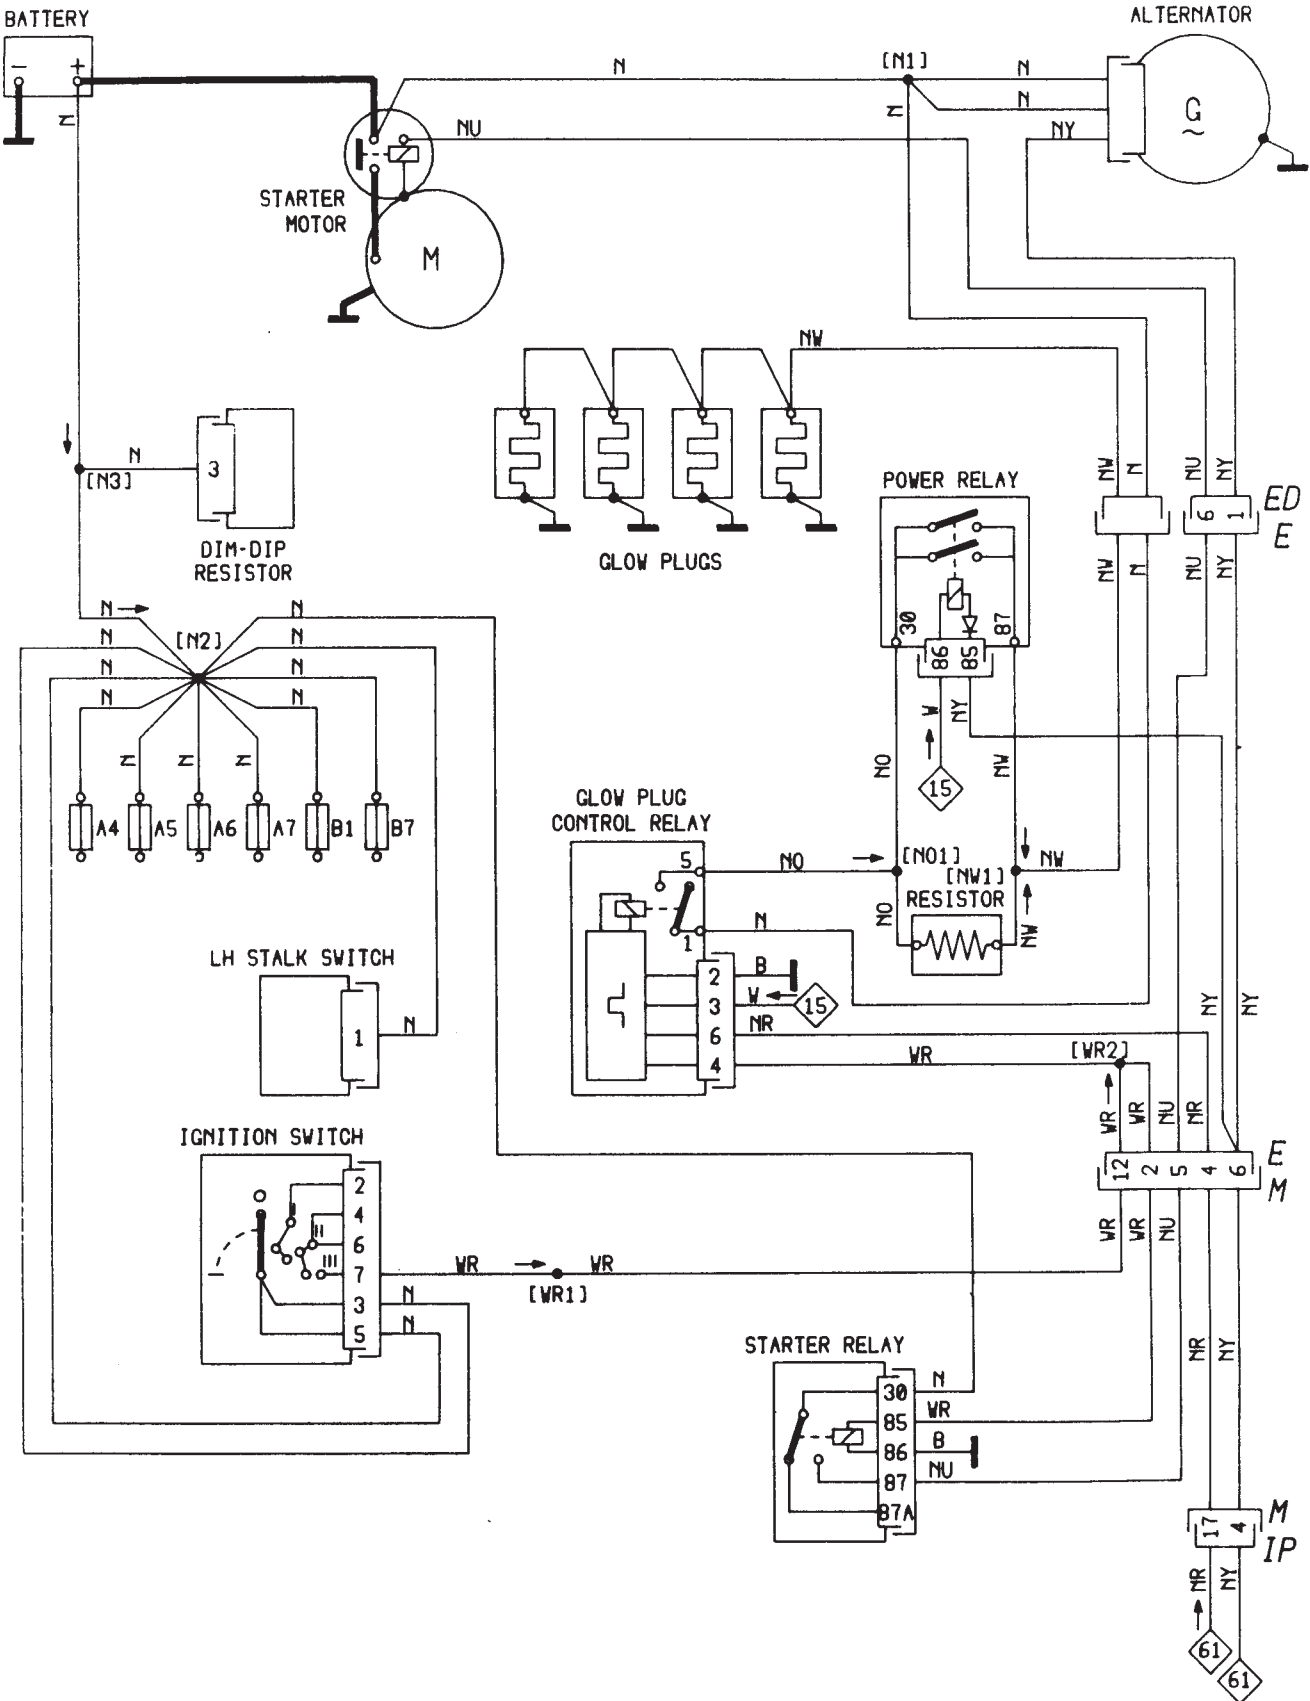 BATTERY
ALTERNATOR
− +
N
N
[N1]
N
N
N
NU
NY
G
~
STARTER
MOTOR
M
NW
N
[N3]
3
DIM-DIP
RESISTOR
GLOW PLUGS
POWER RELAY
30
86
85
87
NW
N
NU
NY
6
1
ED
E
NW
N
NU
NY
N
N
N
N
[N2]
N
N
N
N
N
N
N
A4
A5
A6
A7
B1
B7
W
NY
15
NO
NW
GLOW PLUG
CONTROL RELAY
5
NO
[NO1]
[NW1]
NW
RESISTOR
NO
NW
1
N
2
B
3
W
15
6
NR
4
WR
[WR2]
NY
NY
LH STALK SWITCH
1
N
WR
WR
NU
NR
12
2
5
4
6
E
M
WR
WR
NU
IGNITION SWITCH
O
I
II
III
2
4
6
7
3
5
WR
[WR1]
WR
N
N
STARTER RELAY
30
N
85
WR
86
B
87
NU
87A
NR
NY
17
4
M
IP
NR
NY
61
61